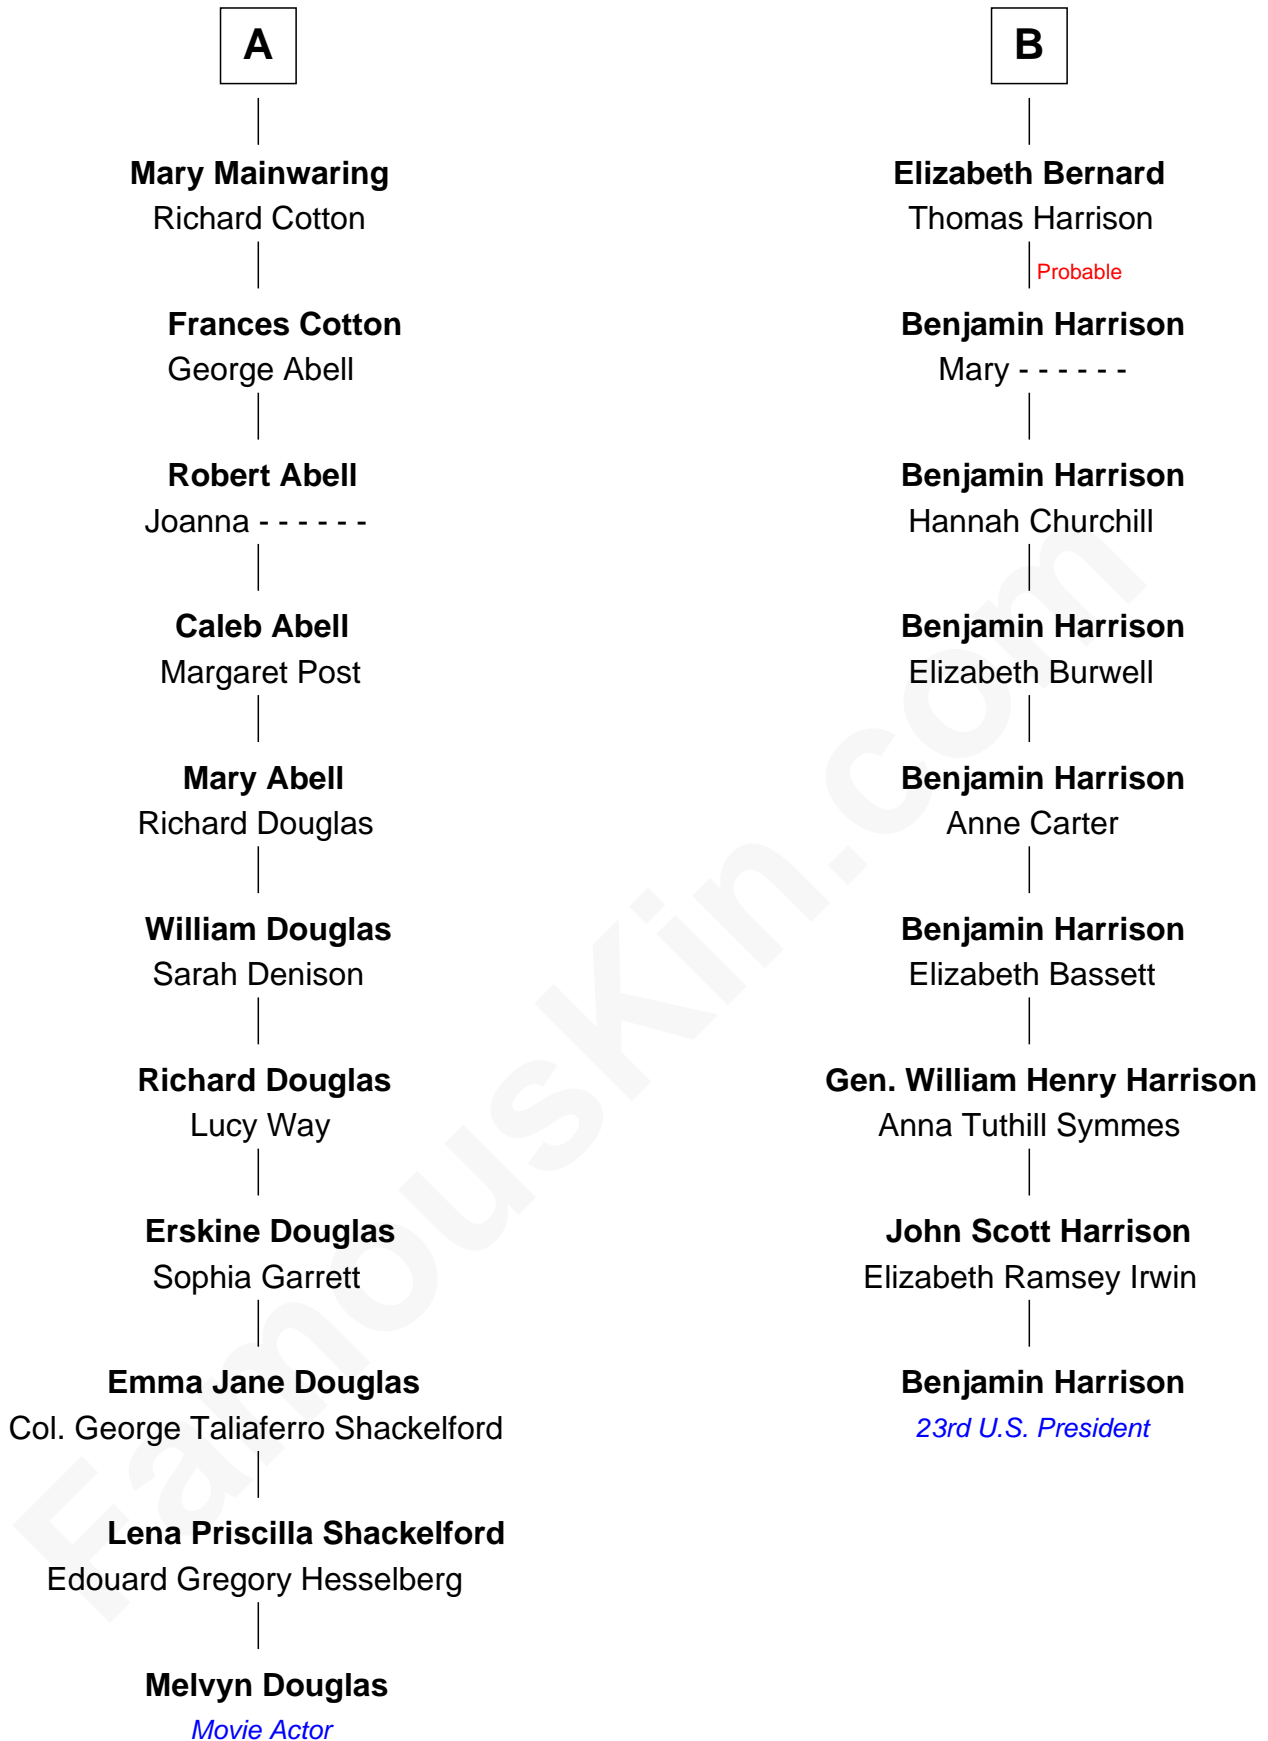 A
Mary Mainwaring
Richard Cotton
Frances Cotton
George Abell
Robert Abell
Joanna - - - - - -
Caleb Abell
Margaret Post
Mary Abell
Richard Douglas
William Douglas
Sarah Denison
Richard Douglas
Lucy Way
Erskine Douglas
Sophia Garrett
Emma Jane Douglas
Col. George Taliaferro Shackelford
Lena Priscilla Shackelford
Edouard Gregory Hesselberg
Melvyn Douglas
Movie Actor
B
Elizabeth Bernard
Thomas Harrison
Probable
Benjamin Harrison
Mary - - - - - -
Benjamin Harrison
Hannah Churchill
Benjamin Harrison
Elizabeth Burwell
Benjamin Harrison
Anne Carter
Benjamin Harrison
Elizabeth Bassett
Gen. William Henry Harrison
Anna Tuthill Symmes
John Scott Harrison
Elizabeth Ramsey Irwin
Benjamin Harrison
23rd U.S. President
FamousKin.com